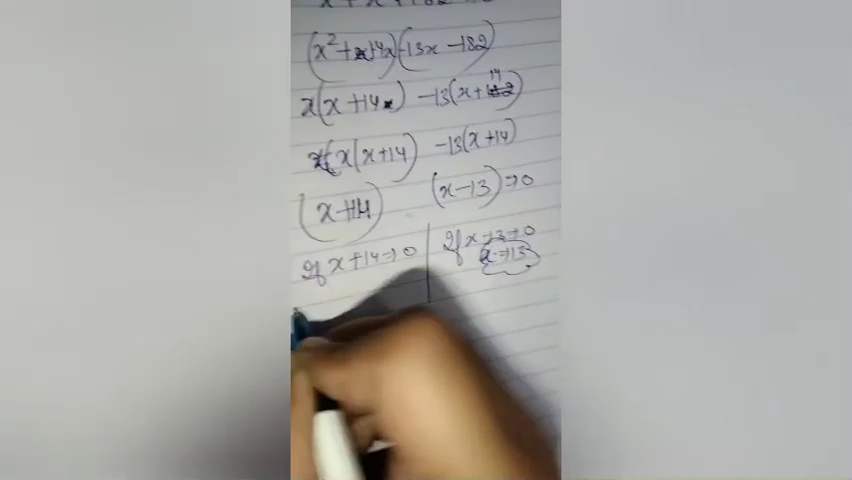 (x²+14x)(-13x -182)
x(x+14) -13(x+14)
x(x+14) -13(x+14)
(x+14) (x-13)=0
If x+14=0 | If x-13=0
x=13